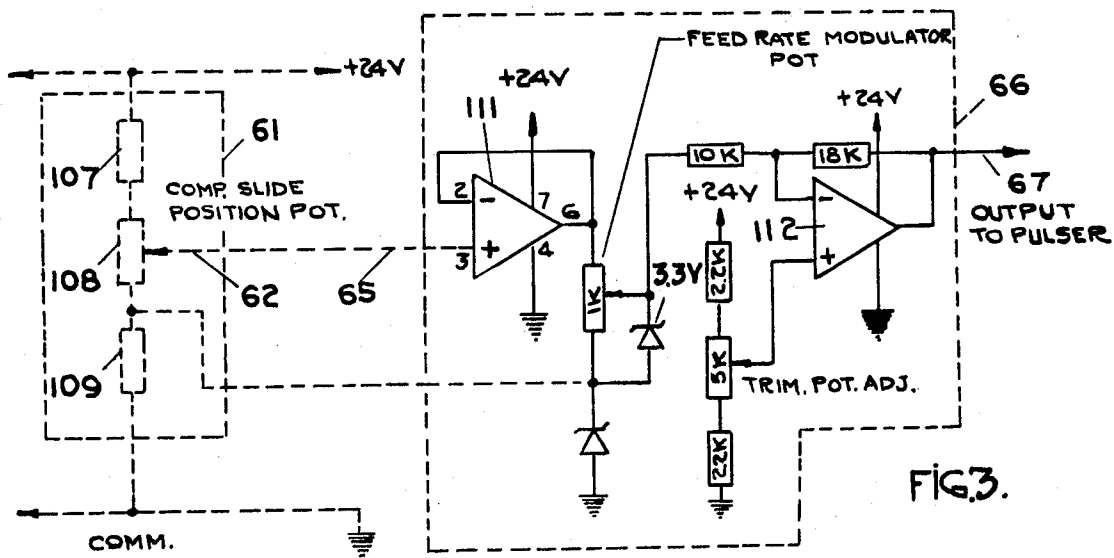 FEED RATE MODULATOR
POT
+24V
+24V
111
+24V
66
61
107
COMP. SLIDE
POSITION POT.
2
-
7
6
+
3
4
10K
18K
+24V
-
112
+
67
OUTPUT
TO PULSER
108
62
65
1K
3.3V
2.2K
5K
TRIM. POT. ADJ.
109
22K
FIG.3.
COMM.